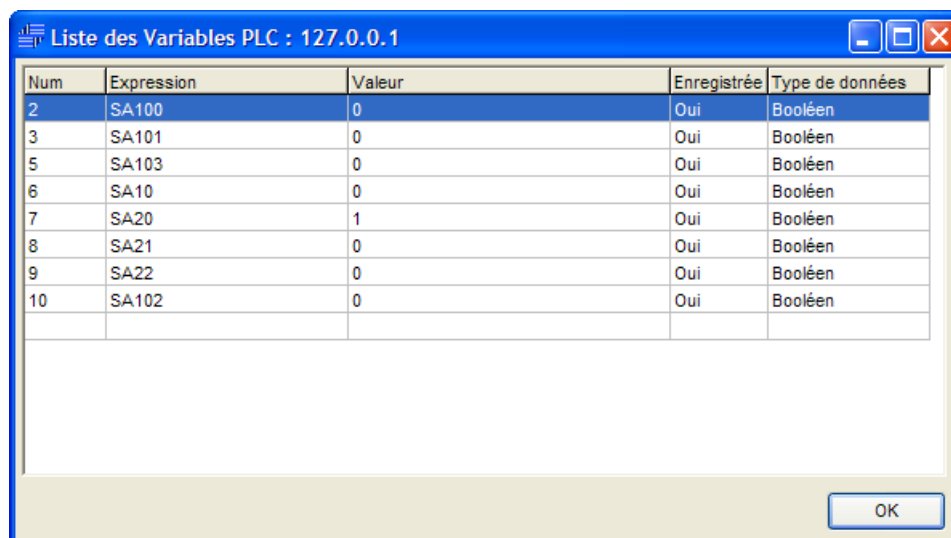 Liste des Variables PLC : 127.0.0.1
Num Expression Valeur Enregistrée Type de données
2 SA100 0 Oui Booléen
3 SA101 0 Oui Booléen
5 SA103 0 Oui Booléen
6 SA10 0 Oui Booléen
7 SA20 1 Oui Booléen
8 SA21 0 Oui Booléen
9 SA22 0 Oui Booléen
10 SA102 0 Oui Booléen
OK